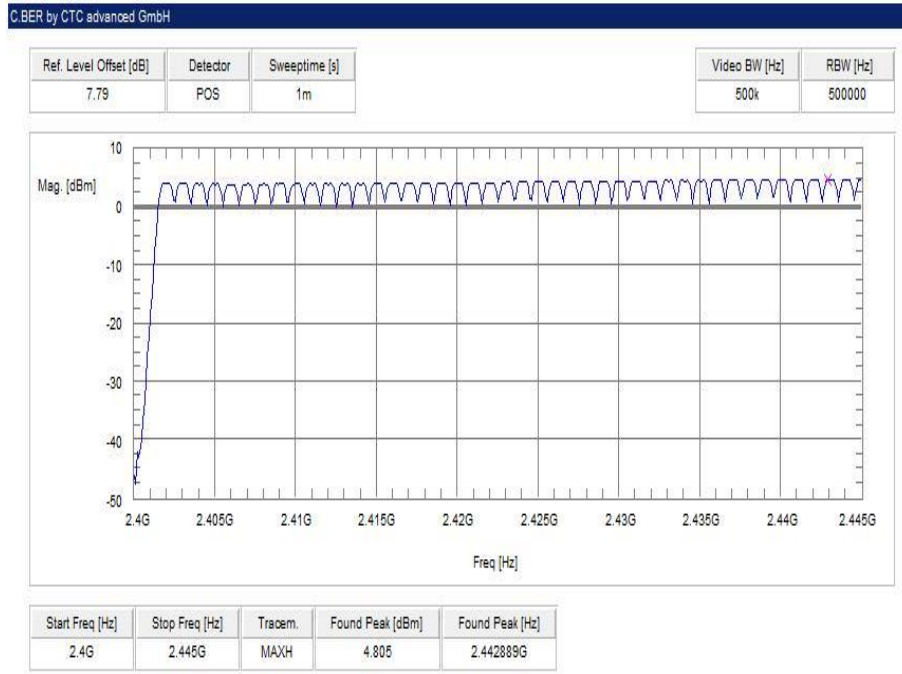 C.BER by CTC advanced GmbH
Ref. Level Offset [dB] Detector Sweeptime [s] Video BW [Hz] RBW [Hz]
7.79 POS 1m 500k 500000
10
Mag. [dBm]
0
-10
-20
-30
-40
-50
2.4G 2.405G 2.41G 2.415G 2.42G 2.425G 2.43G 2.435G 2.44G 2.445G
Freq [Hz]
Start Freq [Hz] Stop Freq [Hz] Tracem. Found Peak [dBm] Found Peak [Hz]
2.4G 2.445G MAXH 4.805 2.442889G